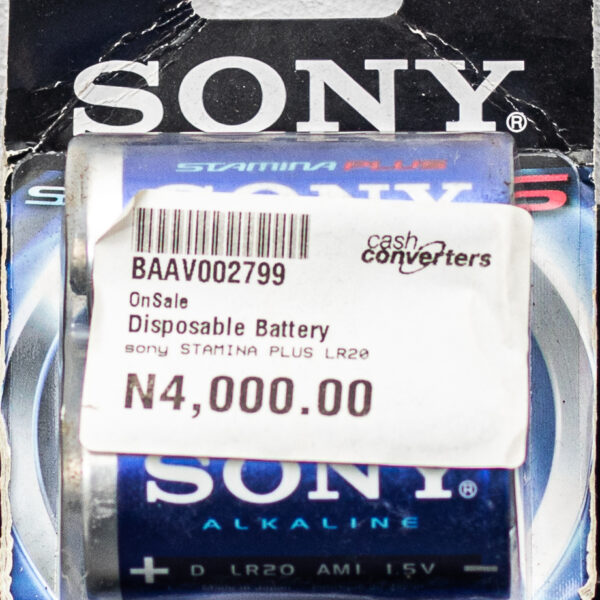 SONY®
STAMINA PLUS
SONY
S
BAAV002799
cash converters
OnSale
Disposable Battery
sony STAMINA PLUS LR20
N4,000.00
SONY®
ALKALINE
+ D LR20 AM1 1.5V −